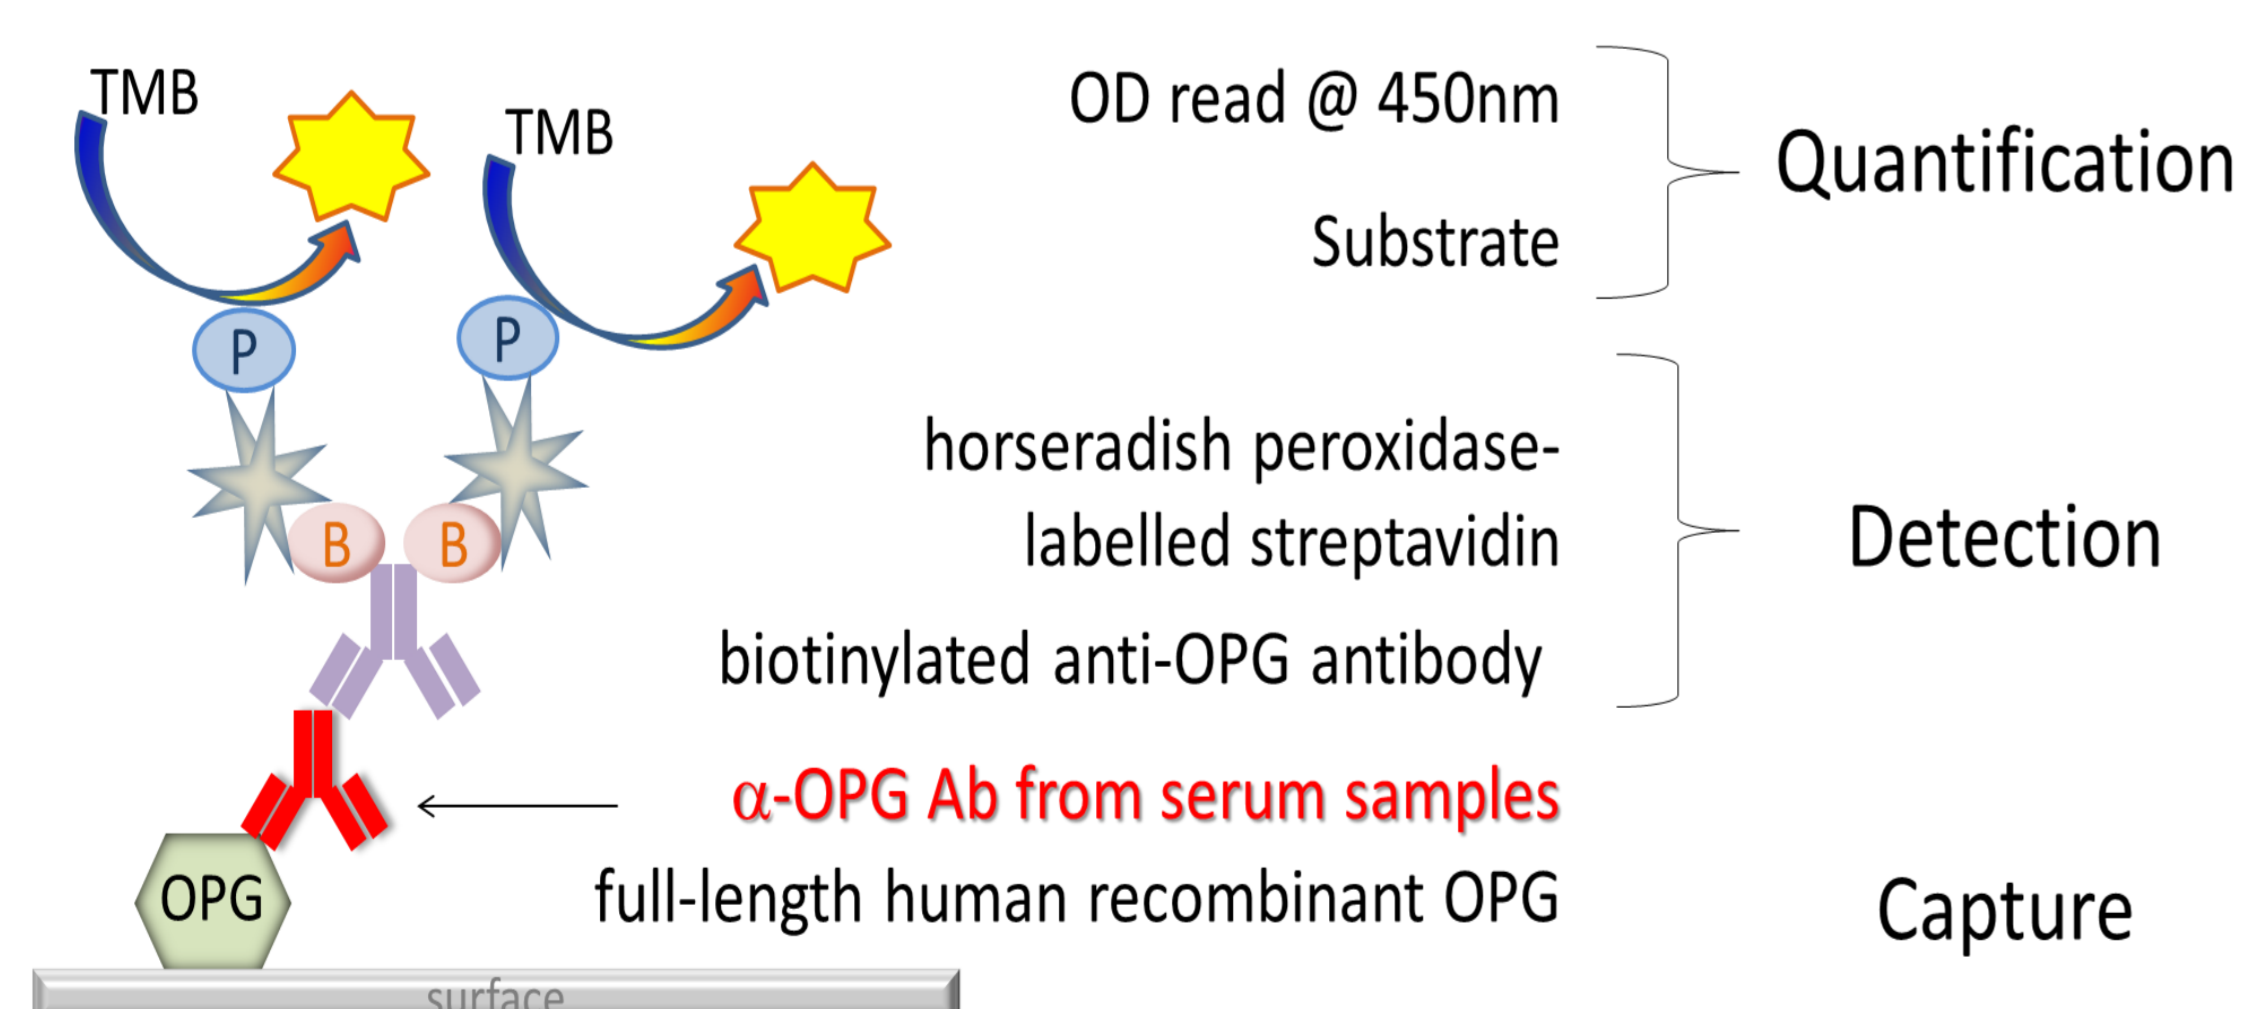 TMB
TMB
OD read @ 450nm
Substrate
Quantification
P
P
horseradish peroxidase-
labelled streptavidin
B
B
Detection
biotinylated anti-OPG antibody
α-OPG Ab from serum samples
OPG
full-length human recombinant OPG
Capture
surface